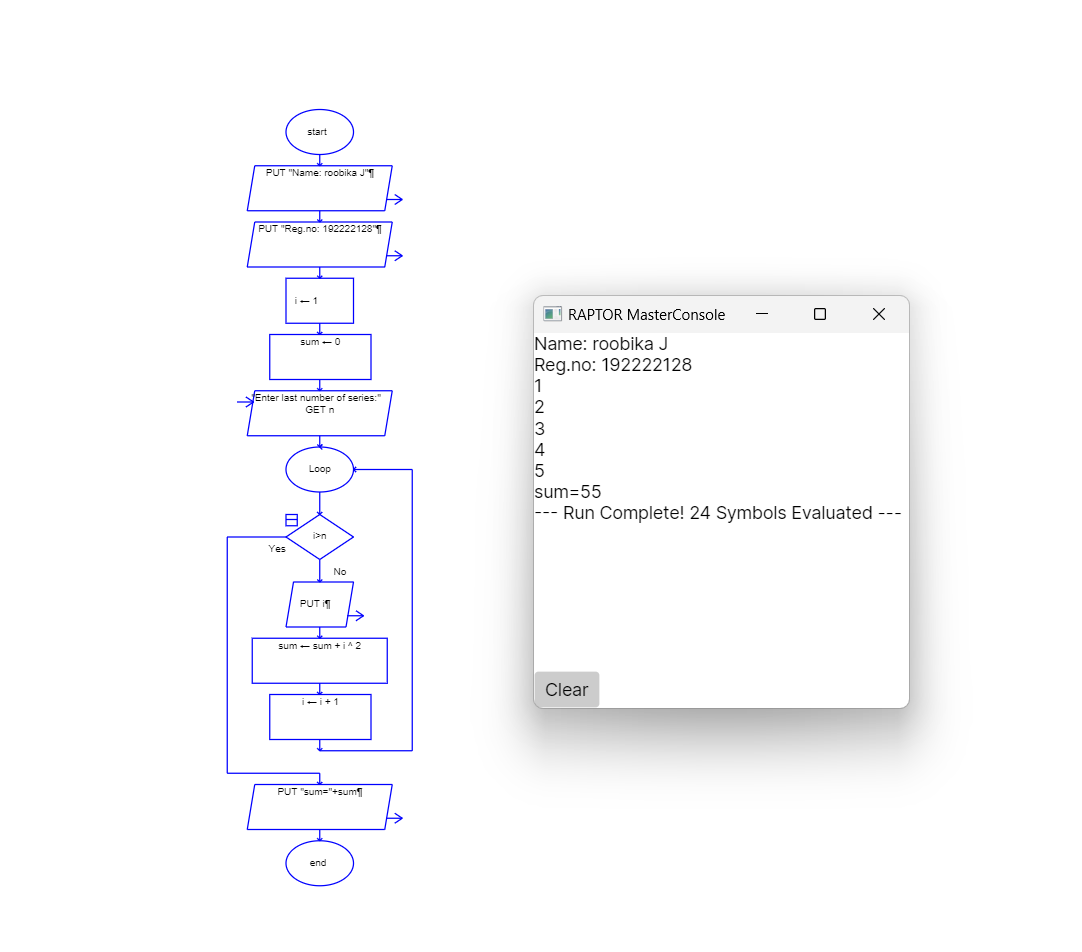 start
PUT "Name: roobika J"¶
PUT "Reg.no: 192222128"¶
i ← 1
sum ← 0
"Enter last number of series:"
GET n
Loop
i>n
Yes
No
PUT i¶
sum ← sum + i ^ 2
i ← i + 1
PUT "sum="+sum¶
end
RAPTOR MasterConsole
Name: roobika J
Reg.no: 192222128
1
2
3
4
5
sum=55
--- Run Complete! 24 Symbols Evaluated ---
Clear